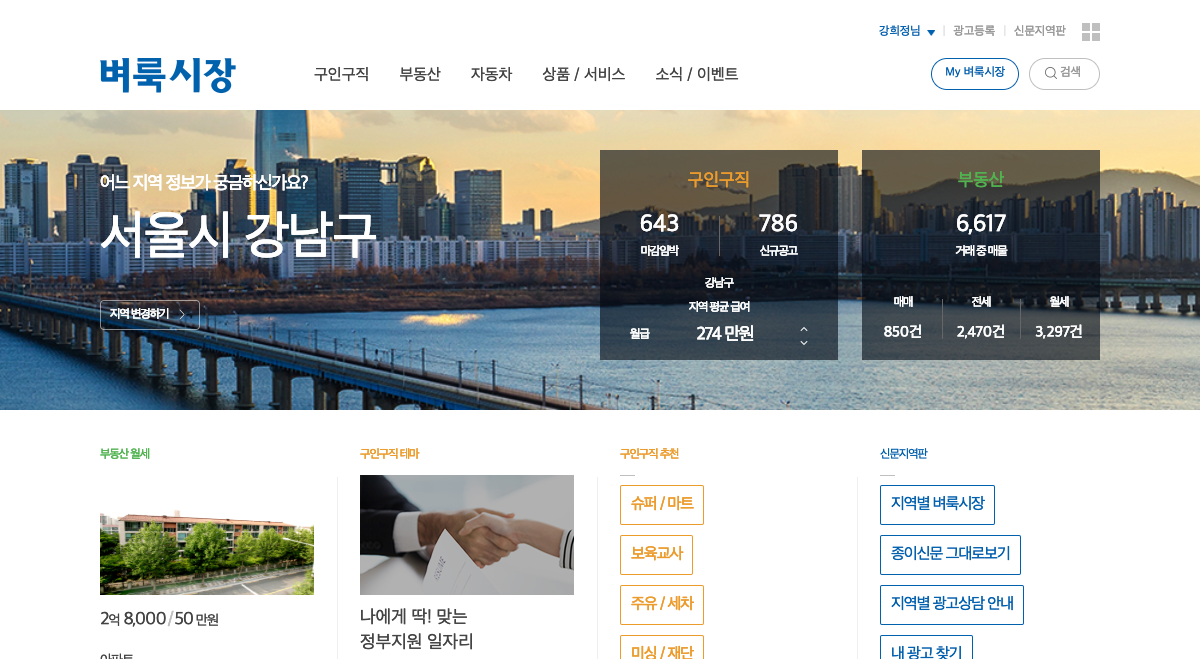 강희정님
광고등록
신문지역판
벼룩시장
구인구직
부동산
자동차
상품 / 서비스
소식 / 이벤트
My 벼룩시장
검색
어느 지역 정보가 궁금하신가요?
서울시 강남구
지역 변경하기
구인구직
643
마감임박
786
신규공고
강남구
지역 평균 급여
월급
274 만원
부동산
6,617
거래 중 매물
매매
850건
전세
2,470건
월세
3,297건
부동산 월세
2억 8,000 / 50 만원
아파트
구인구직 테마
나에게 딱! 맞는
정부지원 일자리
구인구직 추천
슈퍼 / 마트
보육교사
주유 / 세차
미싱 / 재단
신문지역판
지역별 벼룩시장
종이신문 그대로보기
지역별 광고상담 안내
내 광고 찾기